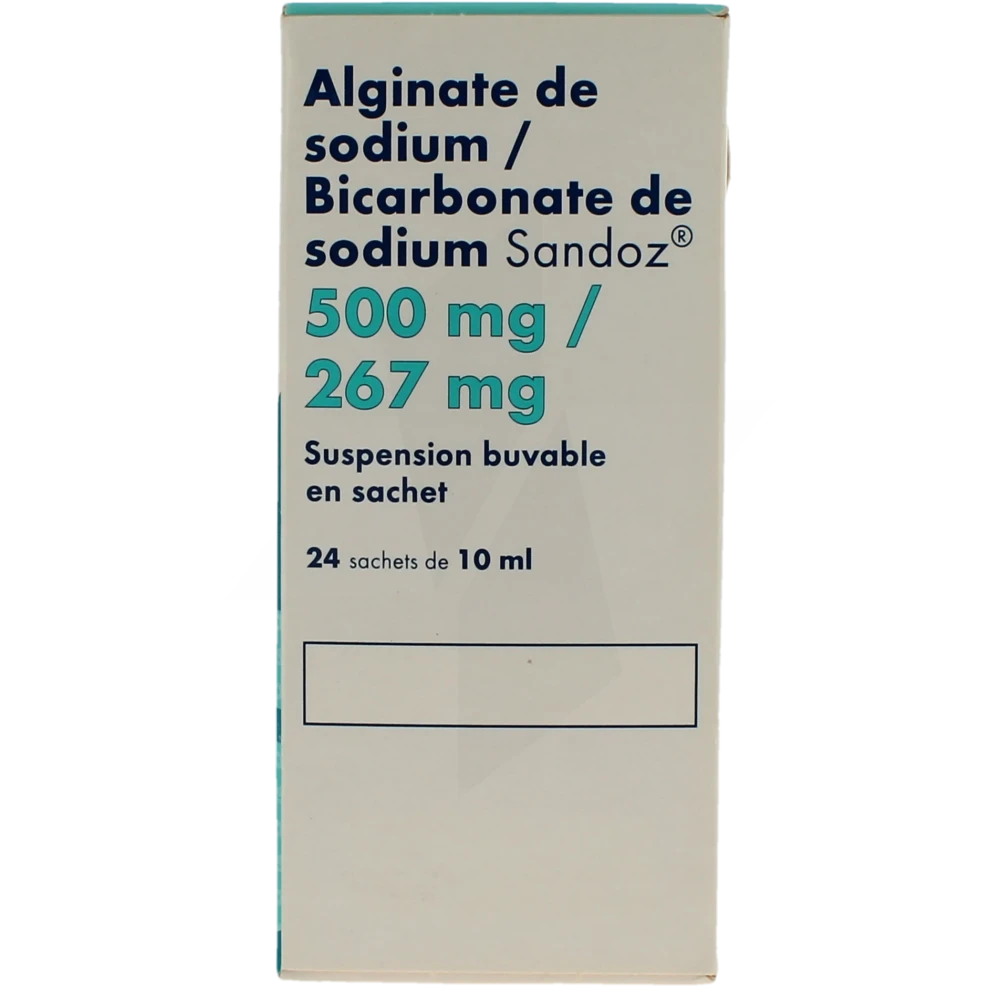 Alginate de
sodium /
Bicarbonate de
sodium Sandoz®
500 mg /
267 mg
Suspension buvable
en sachet
24 sachets de 10 ml